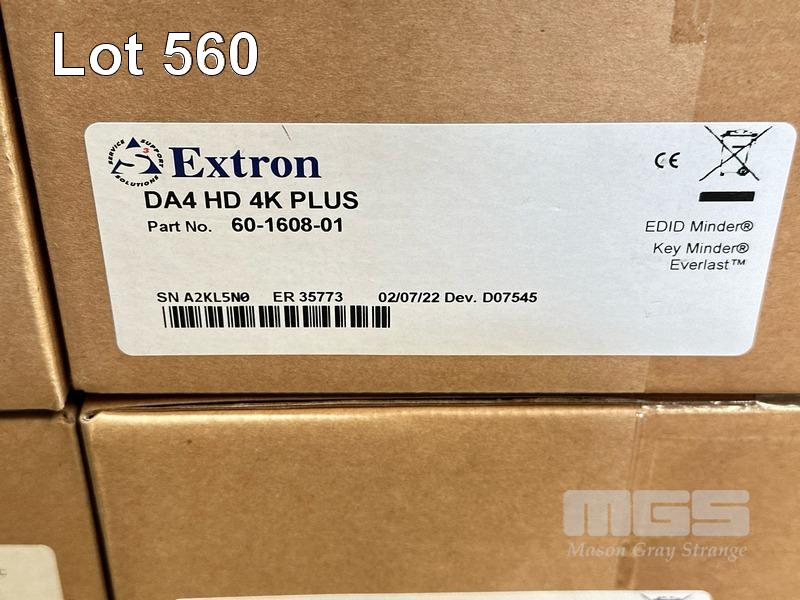 Lot 560
SERVICE SUPPORT SOLUTIONS
S3
Extron
DA4 HD 4K PLUS
Part No. 60-1608-01
CE
EDID Minder®
Key Minder®
Everlast™
SN A2KL5N0 ER 35773 02/07/22 Dev. D07545
MGS
Mason Gray Strange